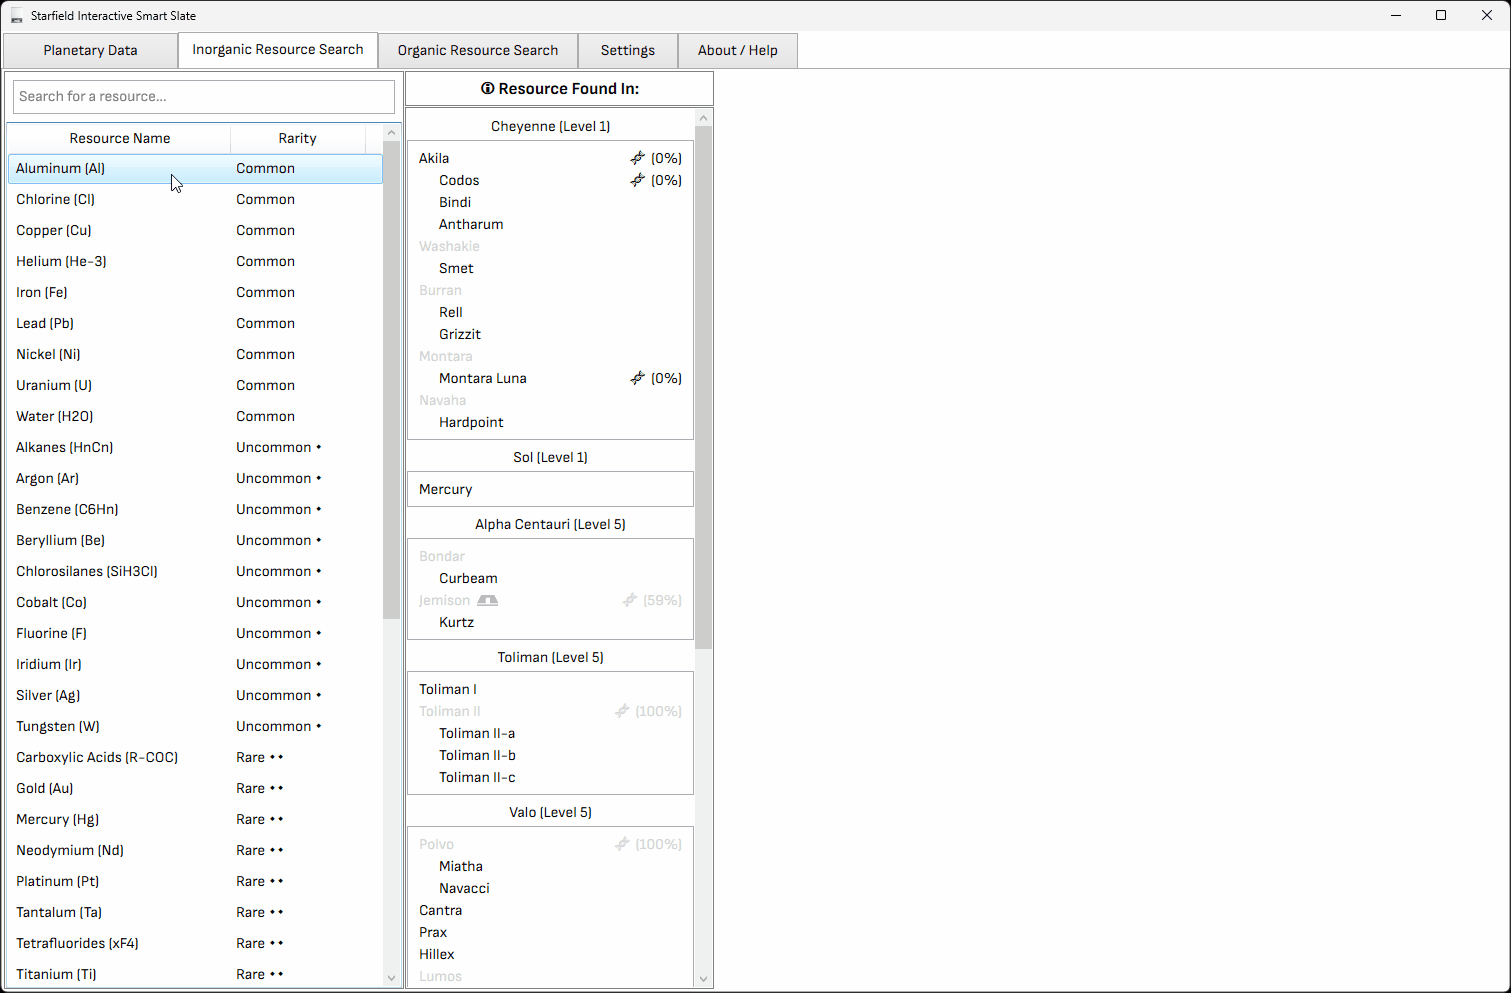 Starfield Interactive Smart Slate
Planetary Data
Inorganic Resource Search
Organic Resource Search
Settings
About / Help
Search for a resource...
Resource Name Rarity
Aluminum (Al) Common
Chlorine (Cl) Common
Copper (Cu) Common
Helium (He-3) Common
Iron (Fe) Common
Lead (Pb) Common
Nickel (Ni) Common
Uranium (U) Common
Water (H2O) Common
Alkanes (HnCn) Uncommon
Argon (Ar) Uncommon
Benzene (C6Hn) Uncommon
Beryllium (Be) Uncommon
Chlorosilanes (SiH3Cl) Uncommon
Cobalt (Co) Uncommon
Fluorine (F) Uncommon
Iridium (Ir) Uncommon
Silver (Ag) Uncommon
Tungsten (W) Uncommon
Carboxylic Acids (R-COC) Rare
Gold (Au) Rare
Mercury (Hg) Rare
Neodymium (Nd) Rare
Platinum (Pt) Rare
Tantalum (Ta) Rare
Tetrafluorides (xF4) Rare
Titanium (Ti) Rare
Resource Found In:
Cheyenne (Level 1)
Akila (0%)
Codos (0%)
Bindi
Antharum
Washakie
Smet
Burran
Rell
Grizzit
Montara
Montara Luna (0%)
Navaha
Hardpoint
Sol (Level 1)
Mercury
Alpha Centauri (Level 5)
Bondar
Curbeam
Jemison (59%)
Kurtz
Toliman (Level 5)
Toliman I
Toliman II (100%)
Toliman II-a
Toliman II-b
Toliman II-c
Valo (Level 5)
Polvo (100%)
Miatha
Navacci
Cantra
Prax
Hillex
Lumos